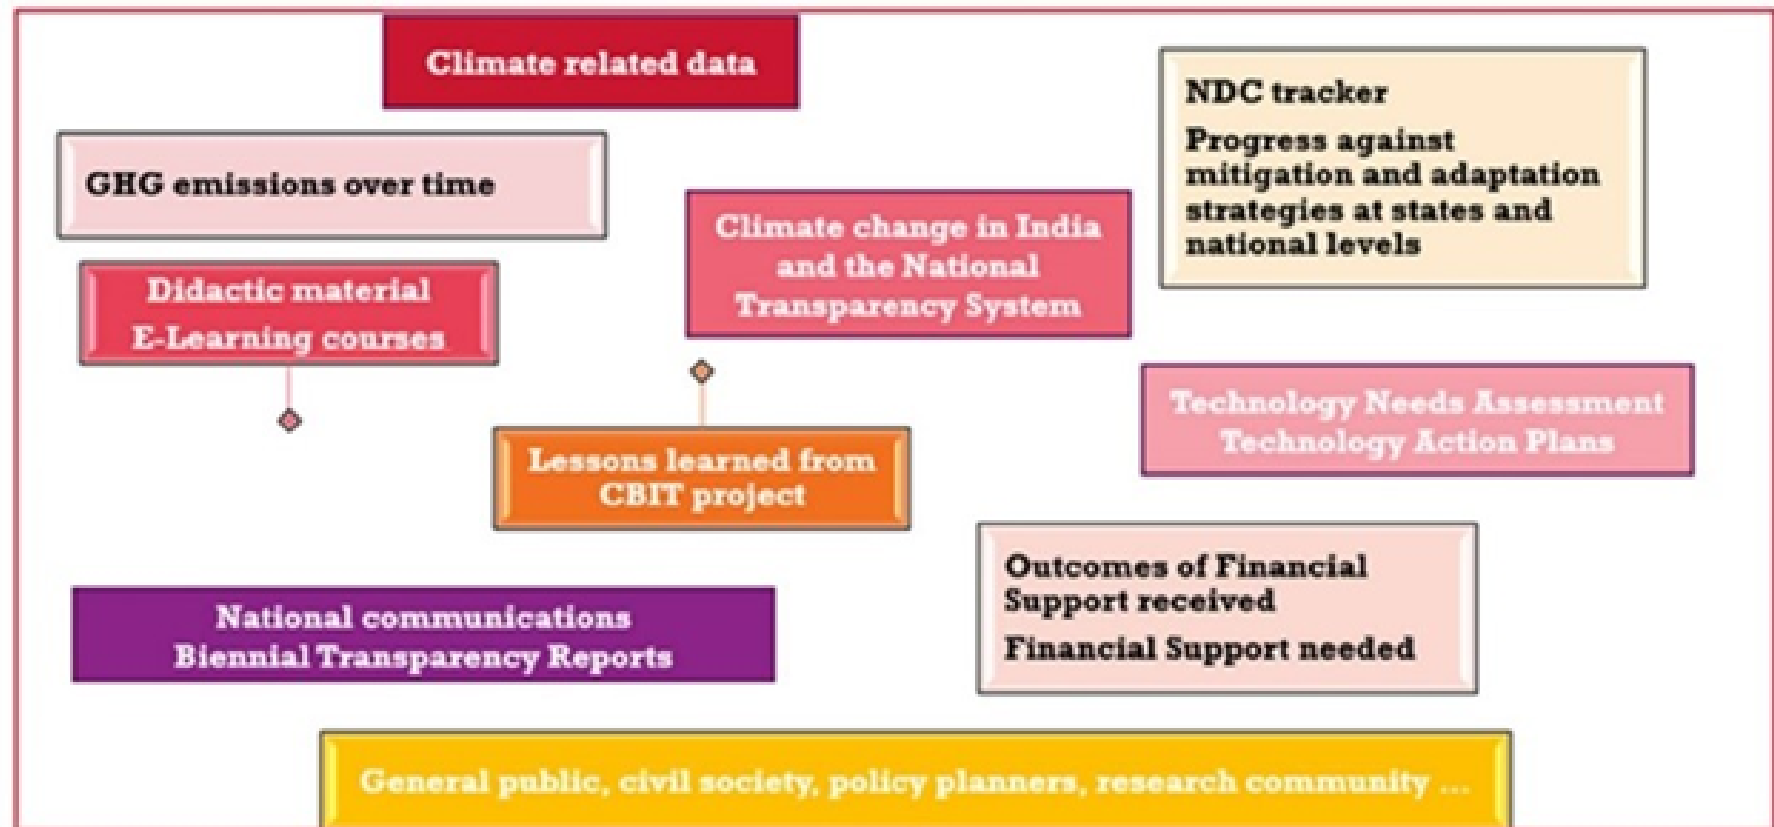 Climate related data
NDC tracker
Progress against
mitigation and adaptation
strategies at states and
national levels
GHG emissions over time
Climate change in India
and the National
Transparency System
Didactic material
E-Learning courses
Technology Needs Assessment
Technology Action Plans
Lessons learned from
CBIT project
Outcomes of Financial
Support received
Financial Support needed
National communications
Biennial Transparency Reports
General public, civil society, policy planners, research community ...